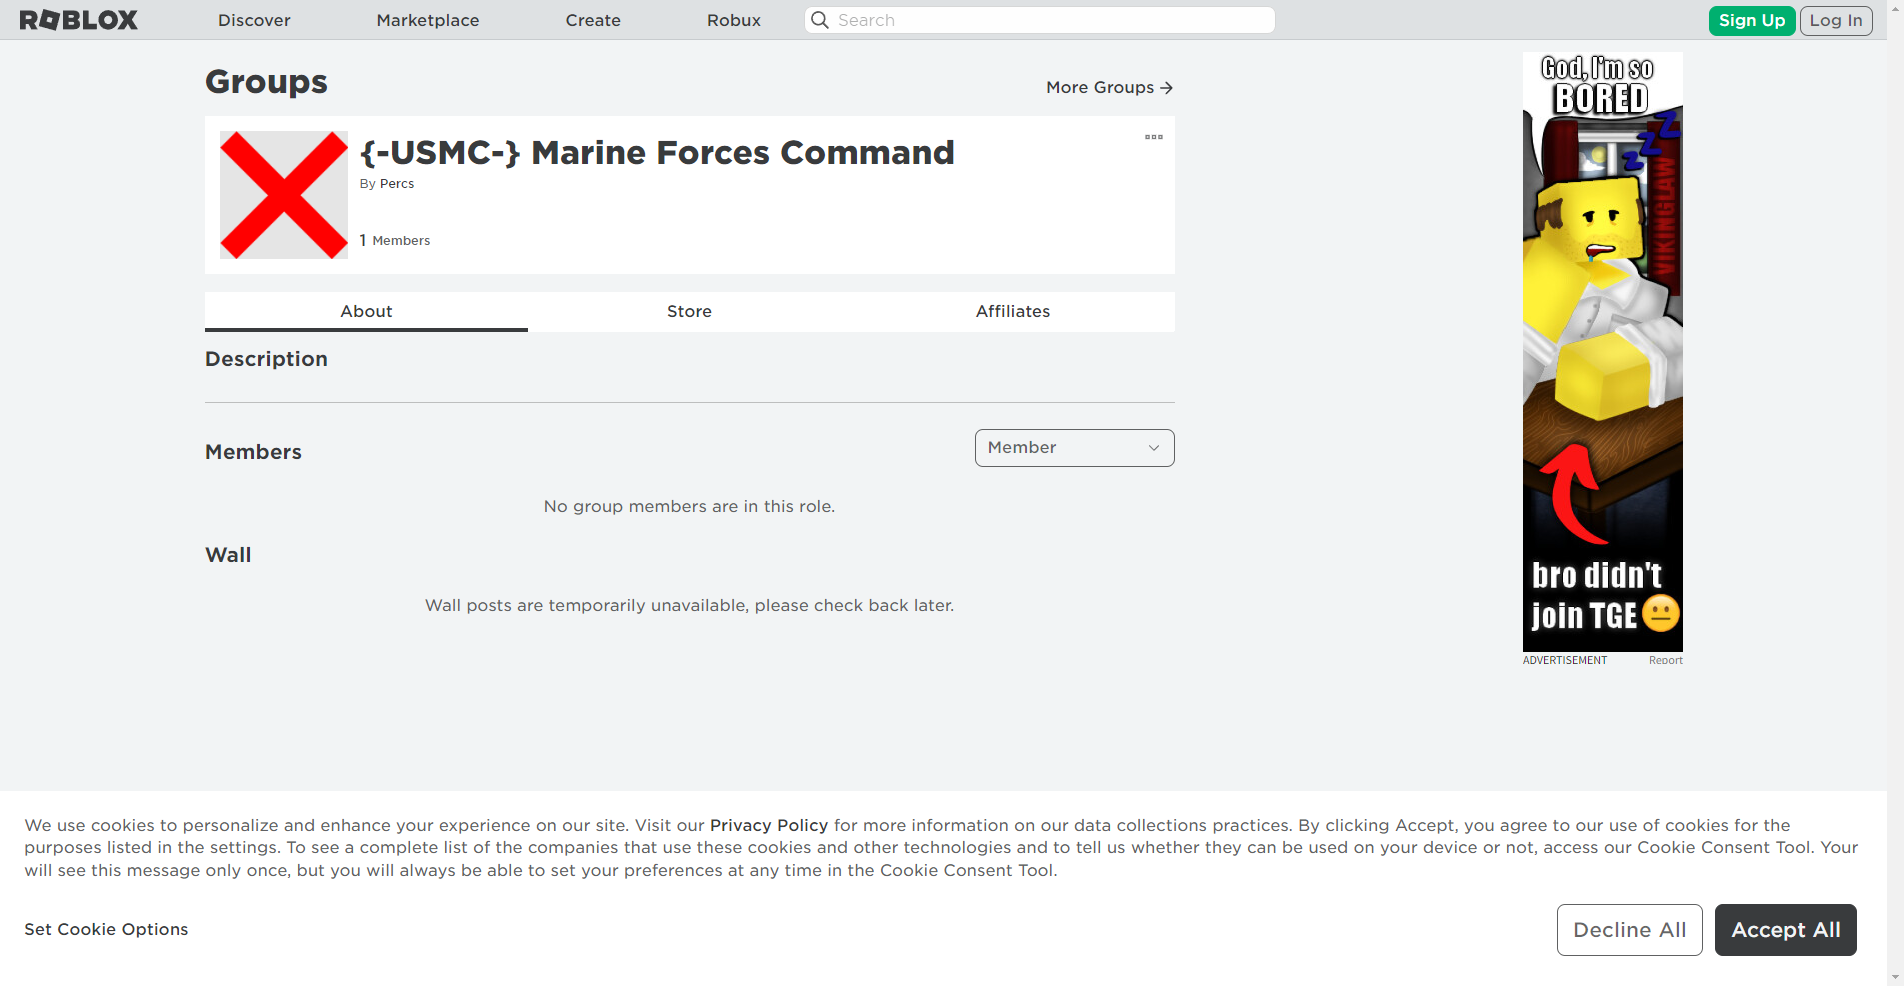 ROBLOX
Discover
Marketplace
Create
Robux
Search
Sign Up
Log In
Groups
More Groups →
{-USMC-} Marine Forces Command
By Percs
1 Members
About
Store
Affiliates
Description
Members
Member
No group members are in this role.
Wall
Wall posts are temporarily unavailable, please check back later.
God, I'm so
BORED
zzz
VIKINGLAW
bro didn't
join TGE
ADVERTISEMENT
Report
We use cookies to personalize and enhance your experience on our site. Visit our Privacy Policy for more information on our data collections practices. By clicking Accept, you agree to our use of cookies for the
purposes listed in the settings. To see a complete list of the companies that use these cookies and other technologies and to tell us whether they can be used on your device or not, access our Cookie Consent Tool. Your
will see this message only once, but you will always be able to set your preferences at any time in the Cookie Consent Tool.
Set Cookie Options
Decline All
Accept All